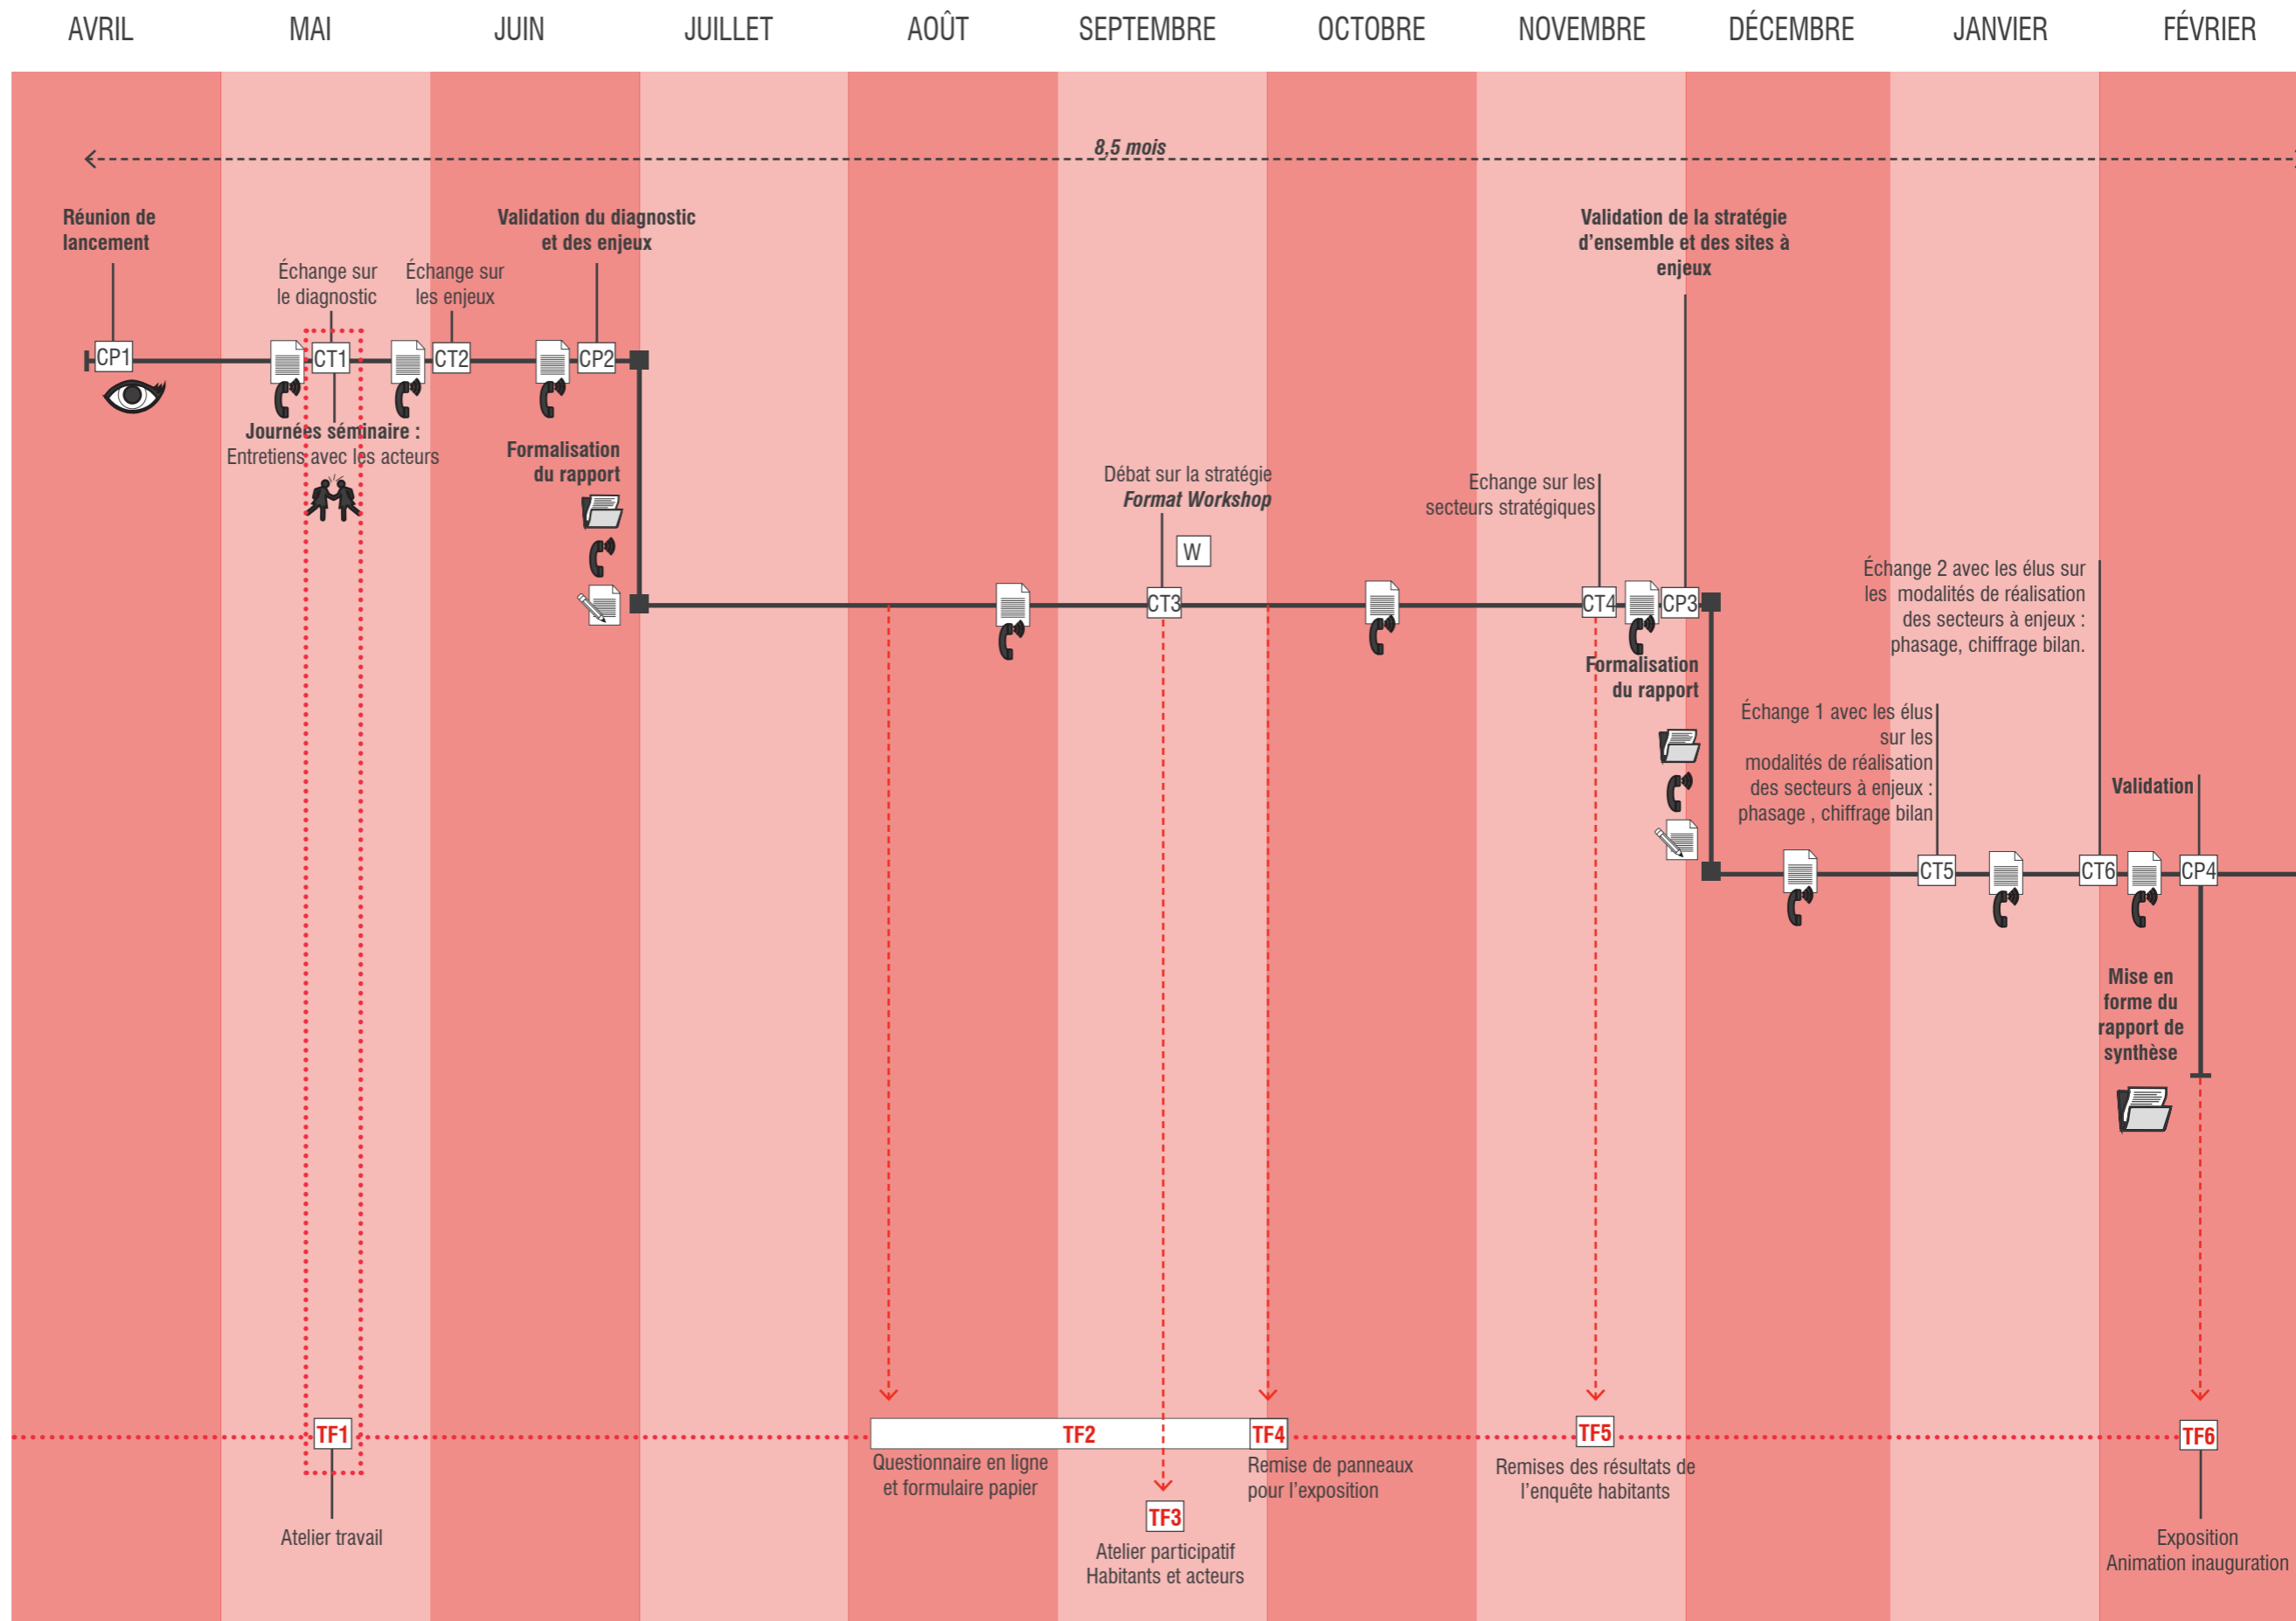 AVRIL
MAI
JUIN
JUILLET
AOÛT
SEPTEMBRE
OCTOBRE
NOVEMBRE
DÉCEMBRE
JANVIER
FÉVRIER
8,5 mois
Réunion de
lancement
Échange sur
le diagnostic
Échange sur
les enjeux
Validation du diagnostic
et des enjeux
Validation de la stratégie
d'ensemble et des sites à
enjeux
CP1
CT1
CT2
CP2
Journées séminaire :
Entretiens avec les acteurs
Formalisation
du rapport
Débat sur la stratégie
Format Workshop
W
Echange sur les
secteurs stratégiques
CT3
CT4
CP3
Formalisation
du rapport
Échange 2 avec les élus sur
les modalités de réalisation
des secteurs à enjeux :
phasage, chiffrage bilan.
Échange 1 avec les élus
sur les
modalités de réalisation
des secteurs à enjeux :
phasage , chiffrage bilan
Validation
CT5
CT6
CP4
Mise en
forme du
rapport de
synthèse
TF1
TF2
TF4
TF5
TF6
Questionnaire en ligne
et formulaire papier
Remise de panneaux
pour l'exposition
Remises des résultats de
l'enquête habitants
TF3
Atelier travail
Atelier participatif
Habitants et acteurs
Exposition
Animation inauguration